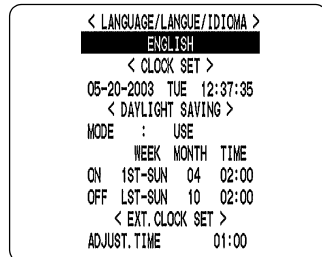 < LANGUAGE/LANGUE/IDIOMA >
ENGLISH
< CLOCK SET >
05-20-2003 TUE 12:37:35
< DAYLIGHT SAVING >
MODE : USE
WEEK MONTH TIME
ON 1ST-SUN 04 02:00
OFF LST-SUN 10 02:00
< EXT.CLOCK SET >
ADJUST.TIME 01:00